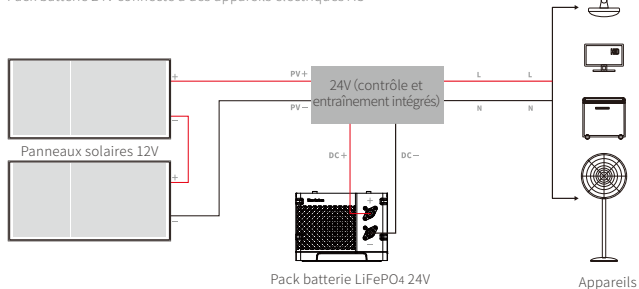 Pack batterie 24V connecté à des appareils électriques AC
PV+
PV−
24V (contrôle et
entraînement intégrés)
L
L
N
N
+
−
Panneaux solaires 12V
+
−
DC+
DC−
+
−
Pack batterie LiFePO4 24V
Appareils